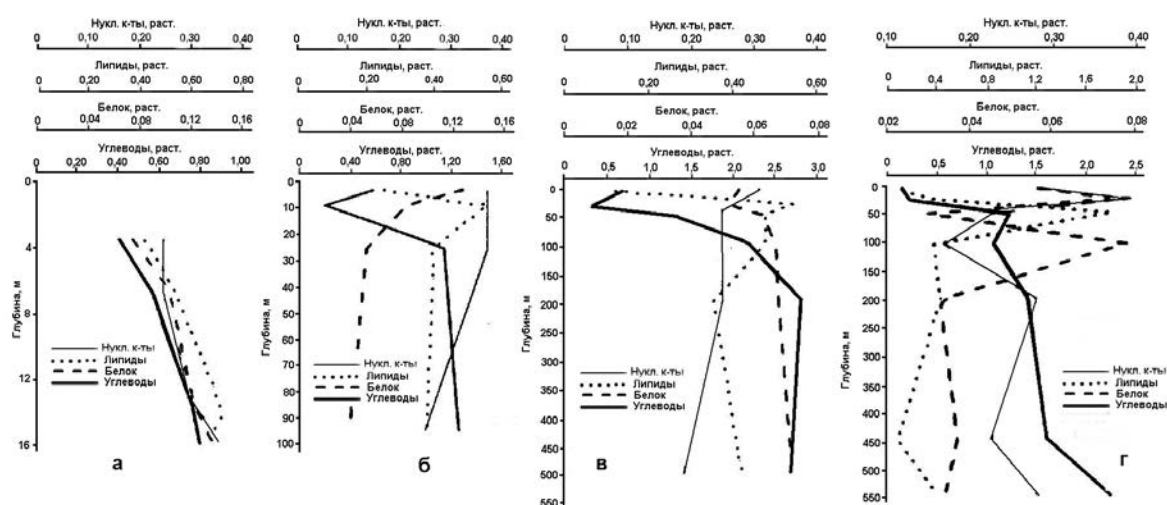 Нукл. к-ты, раст.
0 0,10 0,20 0,30 0,40
Липиды, раст.
0 0,20 0,40 0,60 0,80
Белок, раст.
0 0,04 0,08 0,12 0,16
Углеводы, раст.
0 0,20 0,40 0,60 0,80 1,00
Глубина, м
0
4
8
12
16
Нукл. к-ты
Липиды
Белок
Углеводы
а
Нукл. к-ты, раст.
0 0,10 0,20 0,30 0,40
Липиды, раст.
0 0,20 0,40 0,60
Белок, раст.
0 0,04 0,08 0,12 0,16
Углеводы, раст.
0,40 0,80 1,20 1,60
Глубина, м
0
10
20
30
40
50
60
70
80
90
100
Нукл. к-ты
Липиды
Белок
Углеводы
б
Нукл. к-ты, раст.
0 0,10 0,20 0,30 0,40
Липиды, раст.
0 0,20 0,40 0,60 0,80
Белок, раст.
0 0,02 0,04 0,06 0,08
Углеводы, раст.
0 0,5 1,0 1,5 2,0 2,5 3,0
Глубина, м
0
50
100
150
200
250
300
350
400
450
500
550
Нукл. к-ты
Липиды
Белок
Углеводы
в
Нукл. к-ты, раст.
0,10 0,20 0,30 0,40
Липиды, раст.
0 0,4 0,8 1,2 1,6 2,0
Белок, раст.
0,02 0,04 0,06 0,08
Углеводы, раст.
0 0,5 1,0 1,5 2,0 2,5
Глубина, м
0
50
100
150
200
250
300
450
500
550
Нукл. к-ты
Липиды
Белок
Углеводы
г